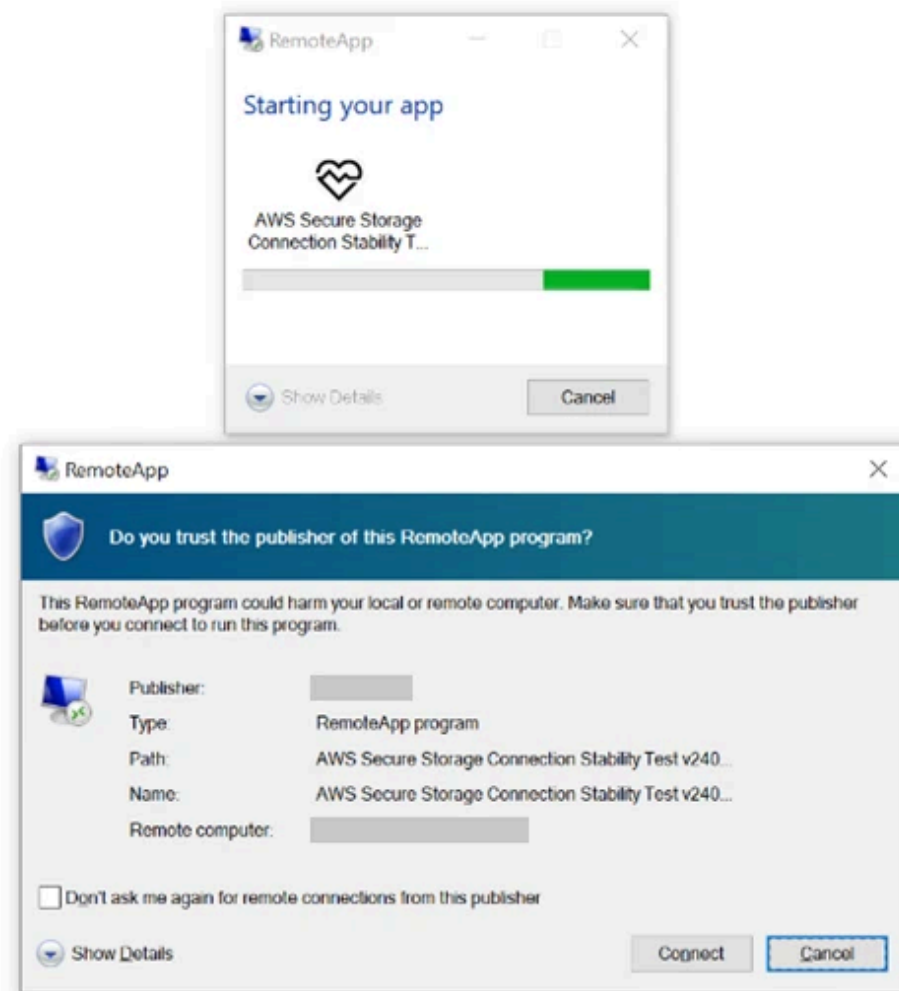 RemoteApp
Starting your app
AWS Secure Storage
Connection Stability T...
Show Details
Cancel
RemoteApp
Do you trust the publisher of this RemoteApp program?
This RemoteApp program could harm your local or remote computer. Make sure that you trust the publisher
before you connect to run this program.
Publisher:
Type: RemoteApp program
Path: AWS Secure Storage Connection Stability Test v240...
Name: AWS Secure Storage Connection Stability Test v240...
Remote computer:
Don't ask me again for remote connections from this publisher
Show Details Connect Cancel